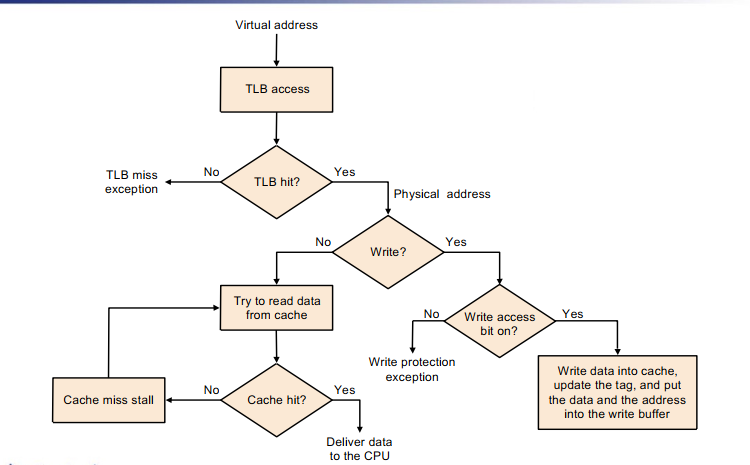 Virtual address
TLB access
TLB miss
exception
No
TLB hit?
Yes
Physical address
No
Write?
Yes
Try to read data
from cache
No
Write access
bit on?
Yes
Write protection
exception
Write data into cache,
update the tag, and put
the data and the address
into the write buffer
Cache miss stall
No
Cache hit?
Yes
Deliver data
to the CPU